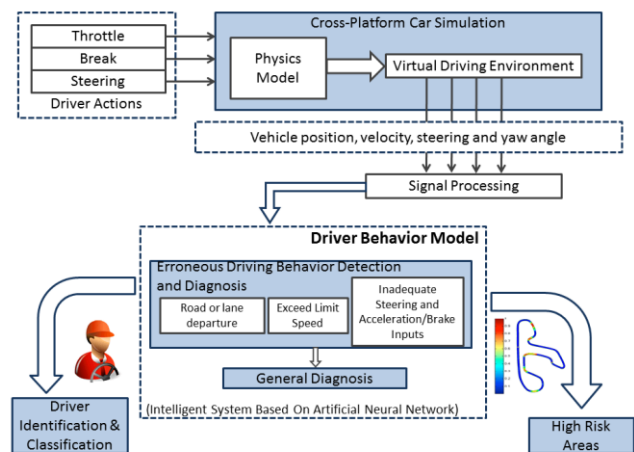 Cross-Platform Car Simulation
Throttle
Break
Steering
Driver Actions
Physics
Model
Virtual Driving Environment
Vehicle position, velocity, steering and yaw angle
Signal Processing
Driver Behavior Model
Erroneous Driving Behavior Detection
and Diagnosis
Road or lane
departure
Exceed Limit
Speed
Inadequate
Steering and
Acceleration/Brake
Inputs
General Diagnosis
(Intelligent System Based On Artificial Neural Network)
Driver
Identification &
Classification
High Risk
Areas